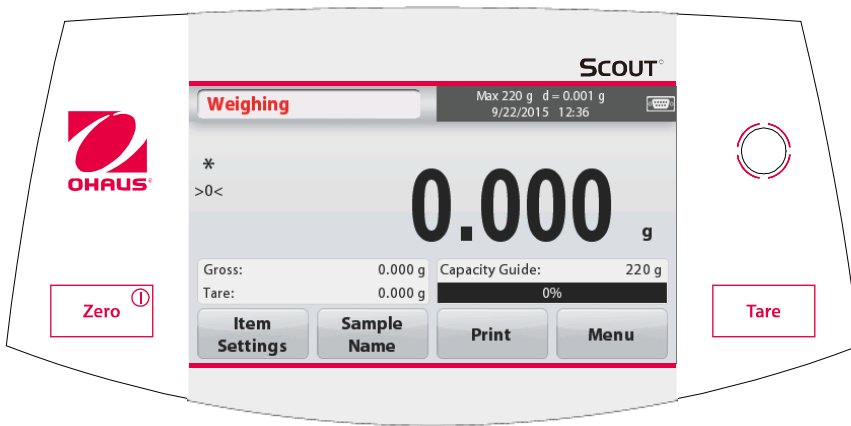 SCOUT
Weighing
Max 220 g d = 0.001 g
9/22/2015 12:36
OHAUS
*
>0<
0.000 g
Gross: 0.000 g
Tare: 0.000 g
Capacity Guide: 220 g
0%
Zero
Item Settings
Sample Name
Print
Menu
Tare